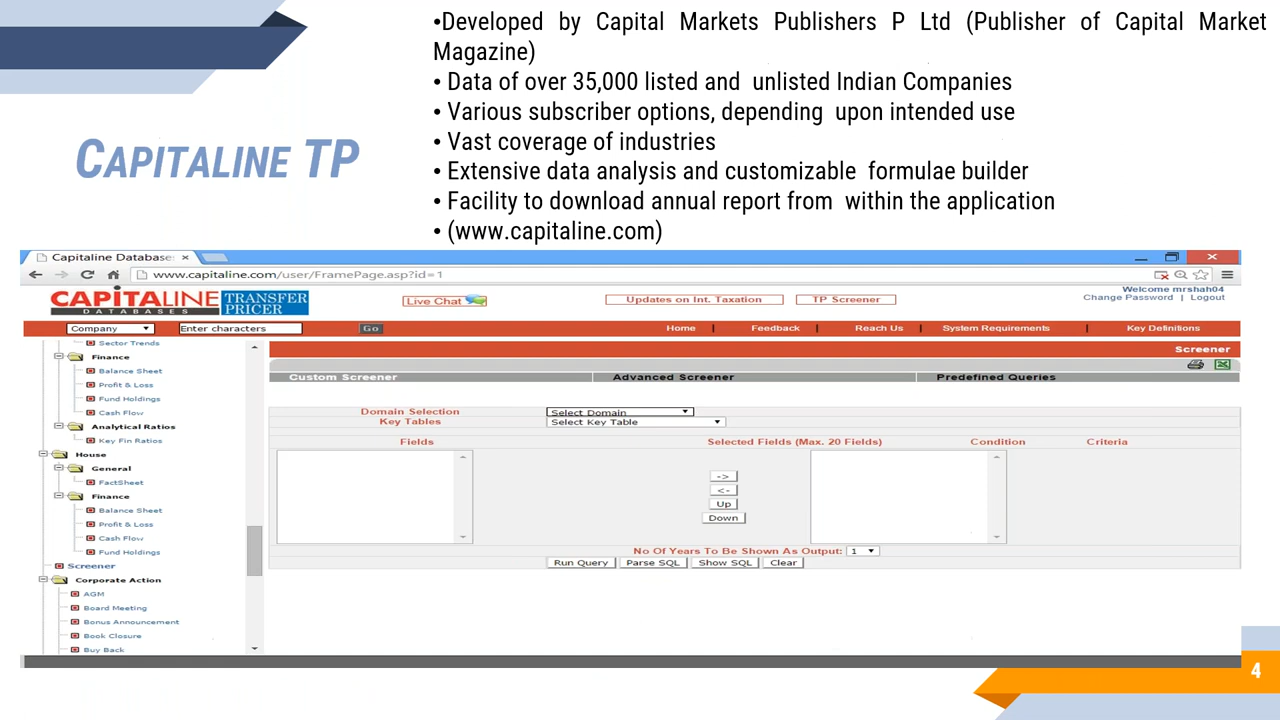 •Developed by Capital Markets Publishers P Ltd (Publisher of Capital Market
Magazine)
• Data of over 35,000 listed and unlisted Indian Companies
• Various subscriber options, depending upon intended use
• Vast coverage of industries
• Extensive data analysis and customizable formulae builder
• Facility to download annual report from within the application
• (www.capitaline.com)
CAPITALINE TP
Capitaline Database
www.capitaline.com/user/FramePage.asp?id=1
CAPITALINE DATABASES TRANSFER PRICER
Live Chat
Updates on Int. Taxation
TP Screener
Welcome mrshah04
Change Password | Logout
Company
Enter characters
Go
Home | Feedback | Reach Us | System Requirements | Key Definitions
Screener
Custom Screener
Advanced Screener
Predefined Queries
Sector Trends
Finance
Balance Sheet
Profit & Loss
Fund Holdings
Cash Flow
Analytical Ratios
Key Fin Ratios
House
General
FactSheet
Finance
Balance Sheet
Profit & Loss
Cash Flow
Fund Holdings
Screener
Corporate Action
AGM
Board Meeting
Bonus Announcement
Book Closure
Buy Back
Domain Selection Select Domain
Key Tables Select Key Table
Fields Selected Fields (Max. 20 Fields) Condition Criteria
->
<-
Up
Down
No Of Years To Be Shown As Output: 1
Run Query Parse SQL Show SQL Clear
4